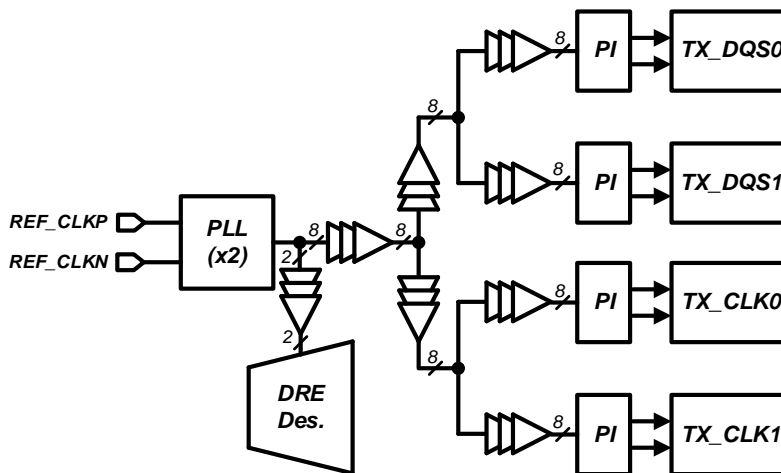 8
PI
TX_DQS0
8
8
PI
TX_DQS1
REF_CLKP
REF_CLKN
PLL
(x2)
8
8
2
2
DRE
Des.
8
PI
TX_CLK0
8
8
PI
TX_CLK1